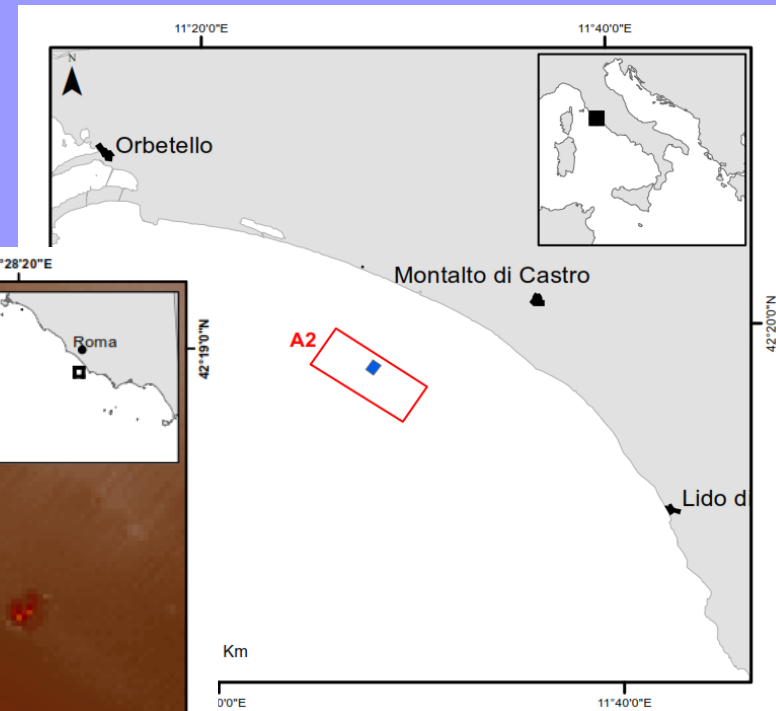 11°20'0"E
11°40'0"E
N
Orbetello
Montalto di Castro
42°20'0"N
A2
°28'20"E
Roma
42°19'0"N
Lido di
Km
0'0"E
11°40'0"E